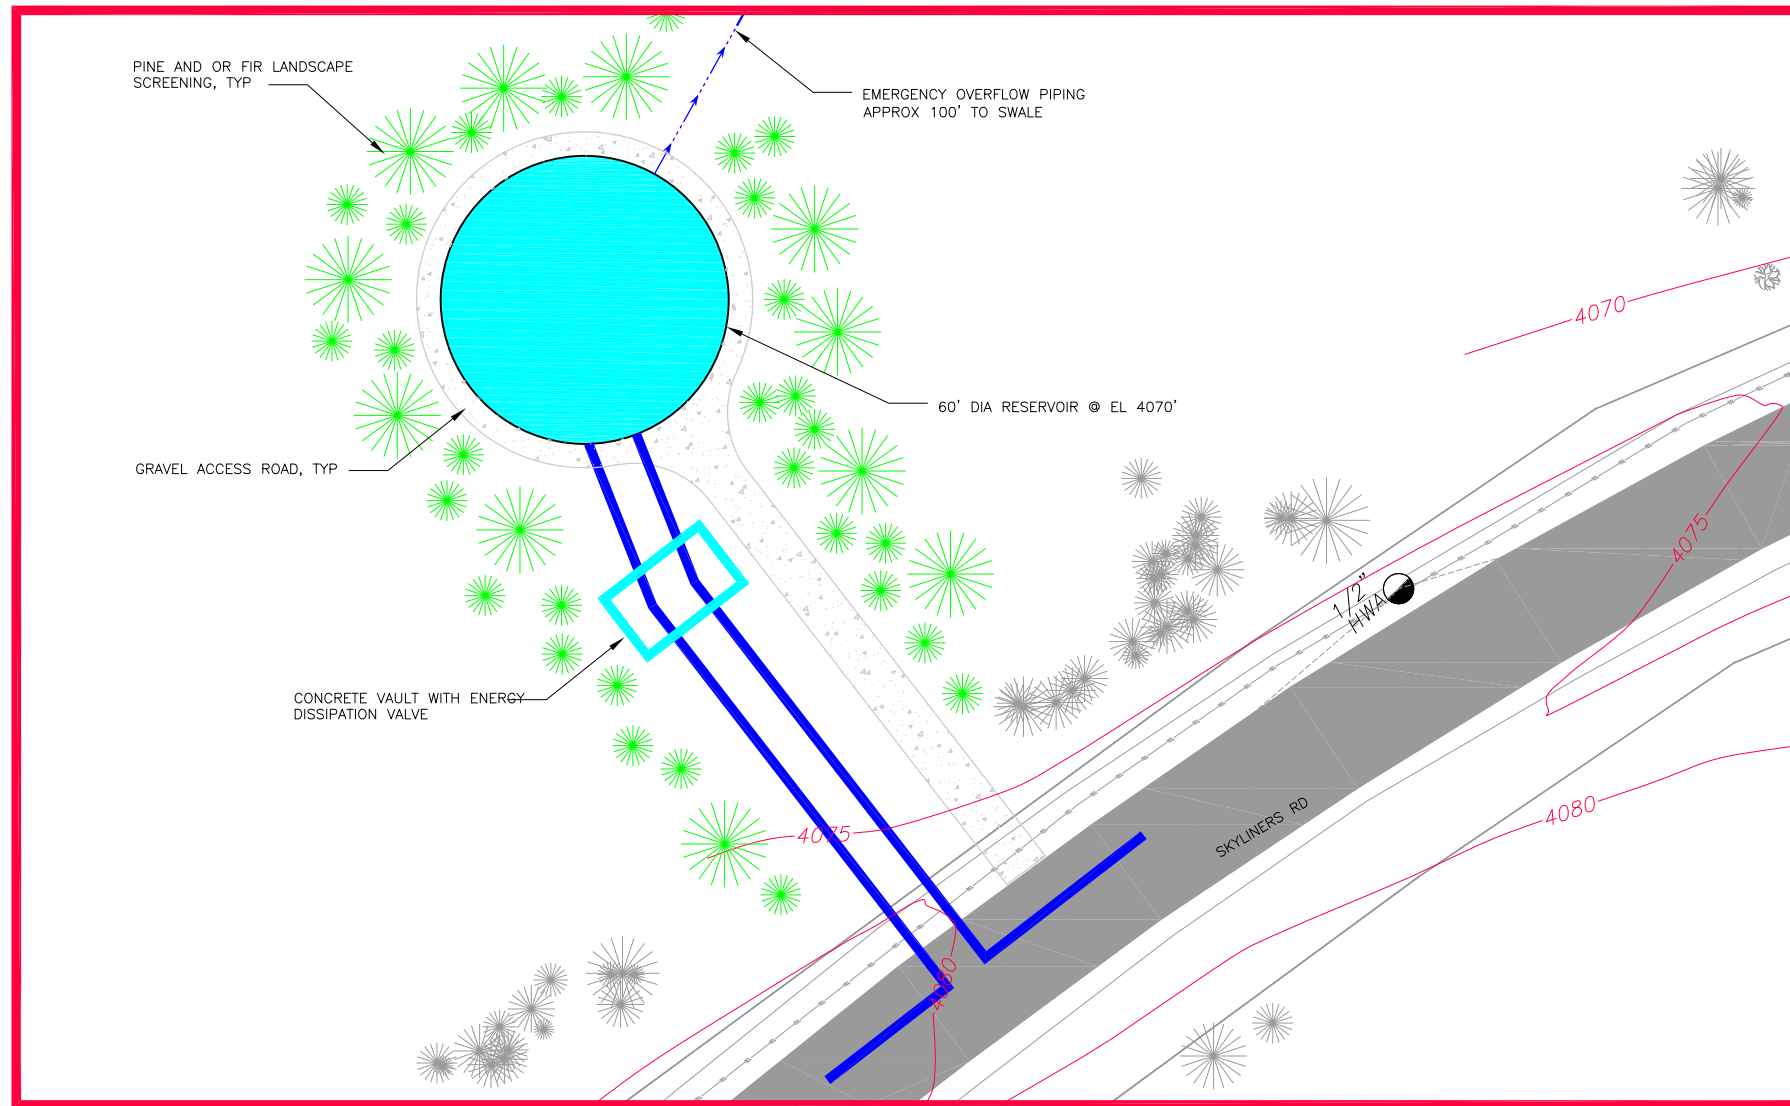 PINE AND OR FIR LANDSCAPE
SCREENING, TYP
EMERGENCY OVERFLOW PIPING
APPROX 100' TO SWALE
4070
60' DIA RESERVOIR @ EL 4070'
GRAVEL ACCESS ROAD, TYP
4075
1/2"
HWA
CONCRETE VAULT WITH ENERGY
DISSIPATION VALVE
4075
SKYLINERS RD
4080
4080